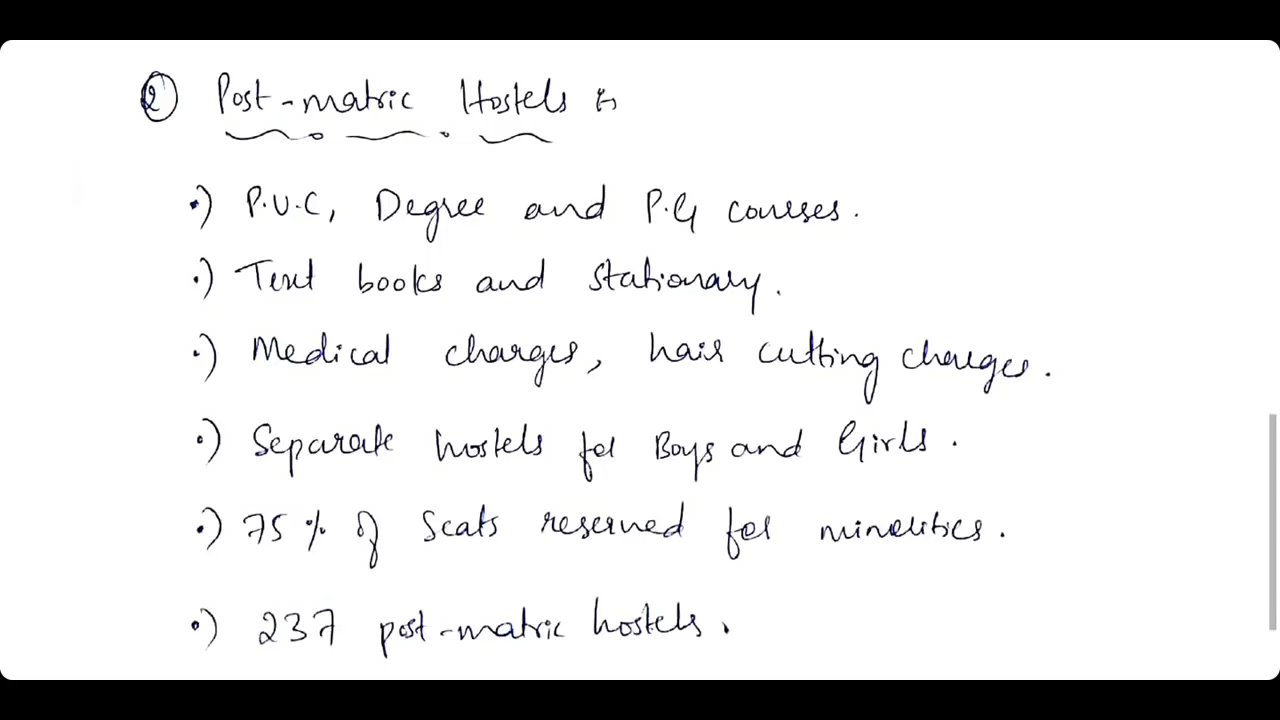 ② Post-matric Hostels :-
•) P.U.C, Degree and P.G courses.
•) Text books and stationary.
•) Medical charges, hair cutting charges.
•) Separate hostels for Boys and Girls.
•) 75% of Seats reserved for minorities.
•) 237 post-matric hostels.